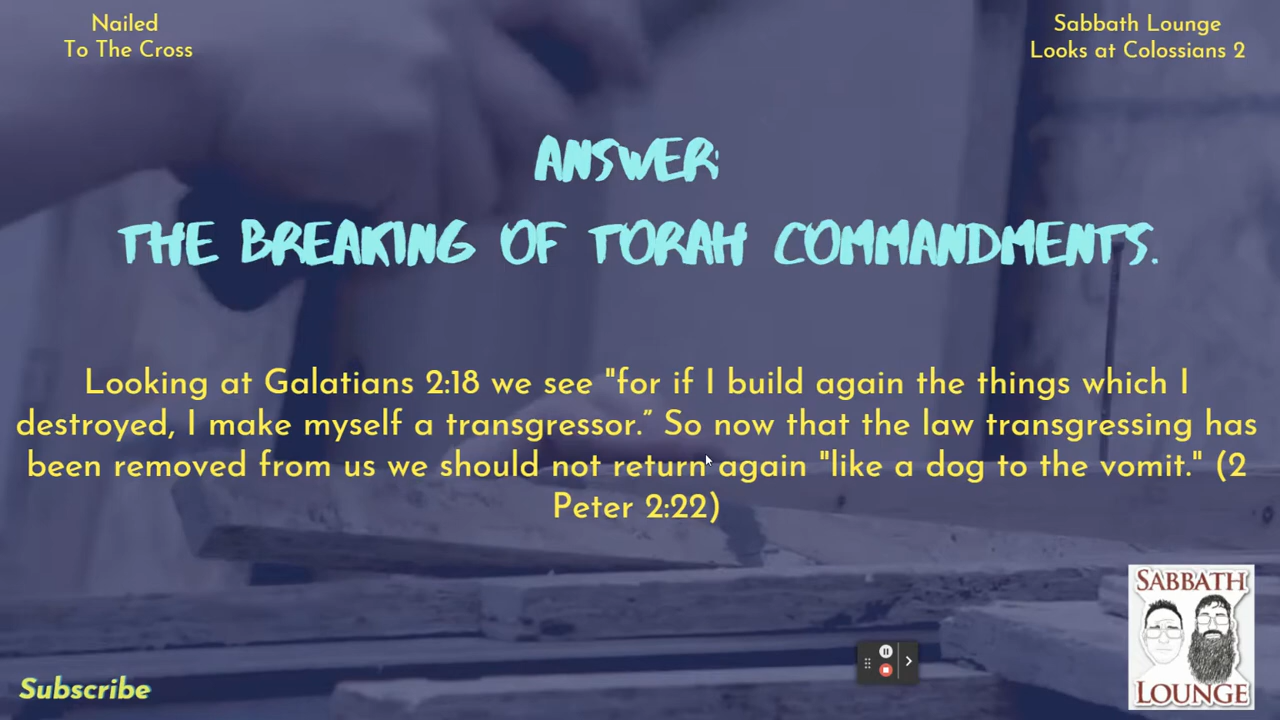 Nailed
To The Cross
Sabbath Lounge
Looks at Colossians 2
ANSWER:
THE BREAKING OF TORAH COMMANDMENTS.
Looking at Galatians 2:18 we see "for if I build again the things which I
destroyed, I make myself a transgressor.” So now that the law transgressing has
been removed from us we should not return again "like a dog to the vomit." (2
Peter 2:22)
SABBATH
LOUNGE
Subscribe